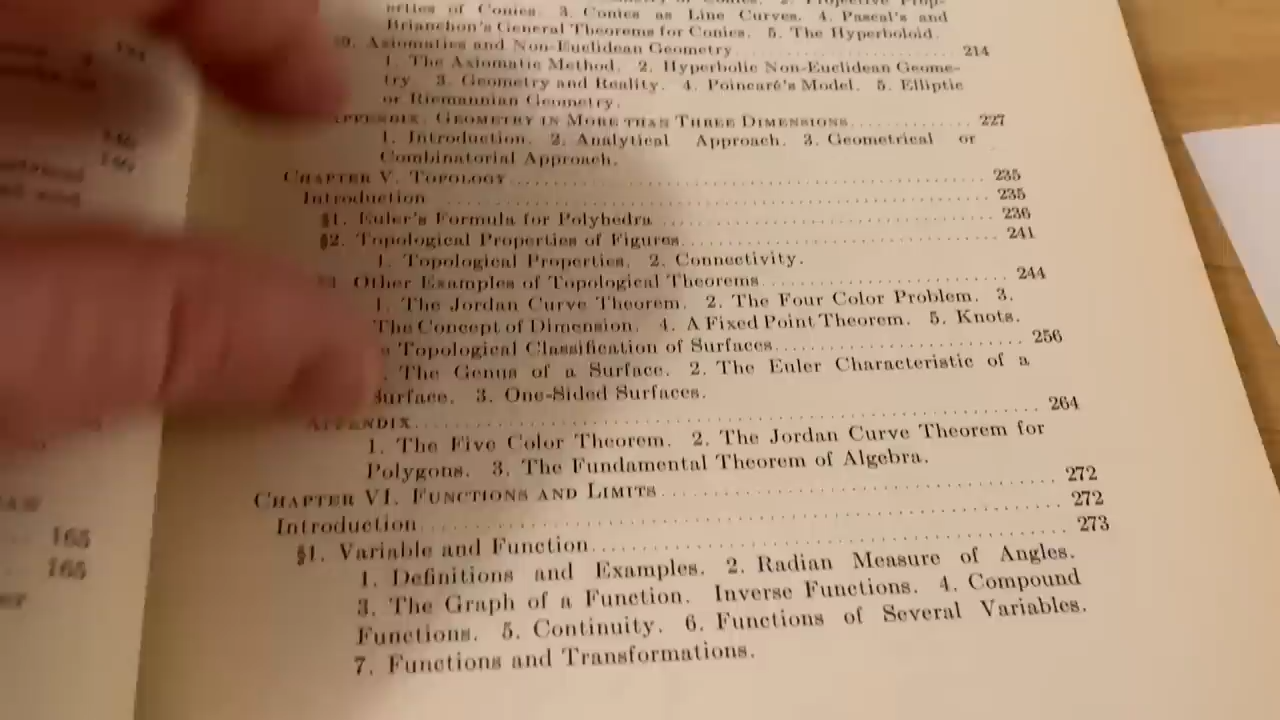 erties of Conics. 3. Conics as Line Curves. 4. Pascal's and
Brianchon's General Theorems for Conics. 5. The Hyperboloid.
Axiomatics and Non-Euclidean Geometry 214
1. The Axiomatic Method. 2. Hyperbolic Non-Euclidean Geome-
try. 3. Geometry and Reality. 4. Poincaré's Model. 5. Elliptic
or Riemannian Geometry.
APPENDIX. GEOMETRY IN MORE THAN THREE DIMENSIONS 227
1. Introduction. 2. Analytical Approach. 3. Geometrical or
Combinatorial Approach.
CHAPTER V. TOPOLOGY 235
Introduction 235
§1. Euler's Formula for Polyhedra 236
§2. Topological Properties of Figures 241
1. Topological Properties. 2. Connectivity.
Other Examples of Topological Theorems 244
1. The Jordan Curve Theorem. 2. The Four Color Problem. 3.
The Concept of Dimension. 4. A Fixed Point Theorem. 5. Knots.
Topological Classification of Surfaces 256
The Genus of a Surface. 2. The Euler Characteristic of a
Surface. 3. One-Sided Surfaces.
APPENDIX 264
1. The Five Color Theorem. 2. The Jordan Curve Theorem for
Polygons. 3. The Fundamental Theorem of Algebra.
CHAPTER VI. FUNCTIONS AND LIMITS 272
Introduction 272
§1. Variable and Function 273
1. Definitions and Examples. 2. Radian Measure of Angles.
3. The Graph of a Function. Inverse Functions. 4. Compound
Functions. 5. Continuity. 6. Functions of Several Variables.
7. Functions and Transformations.
165
165